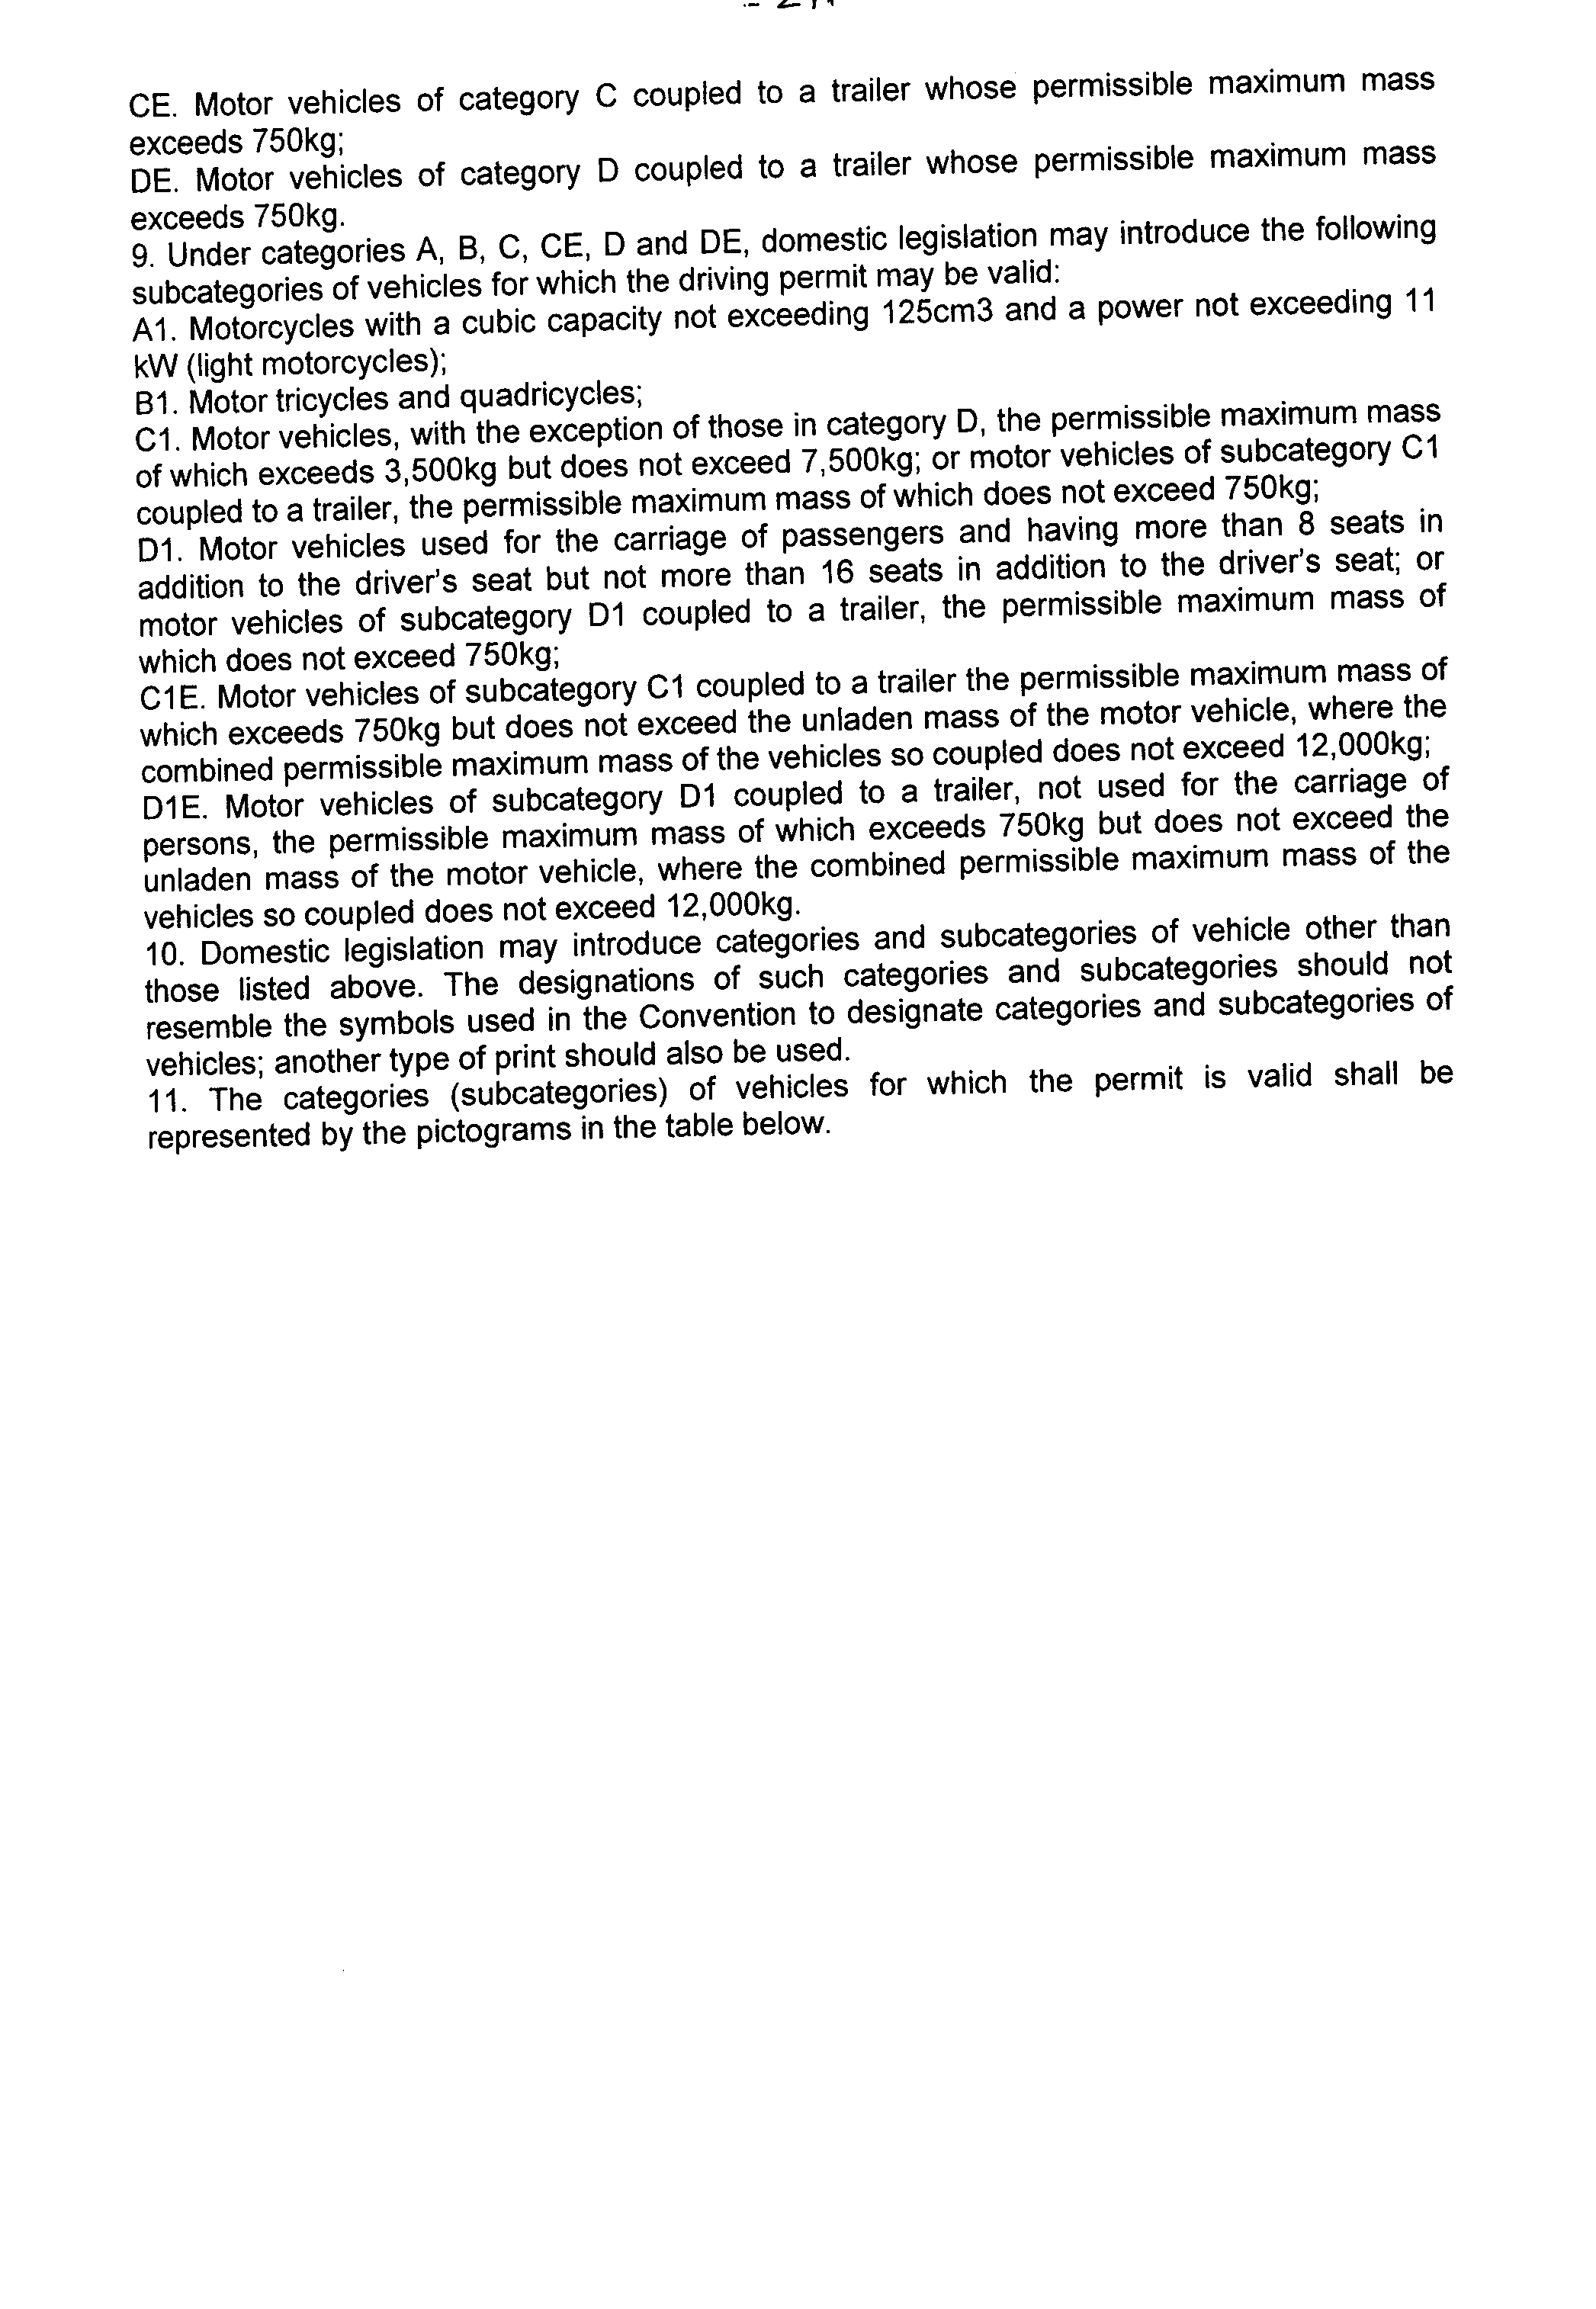 CE. Motor vehicles of category C coupled to a trailer whose permissible maximum mass
exceeds 750kg;
DE. Motor vehicles of category D coupled to a trailer whose permissible maximum mass
exceeds 750kg.
9. Under categories A, B, C, CE, D and DE, domestic legislation may introduce the following
subcategories of vehicles for which the driving permit may be valid:
A1. Motorcycles with a cubic capacity not exceeding 125cm3 and a power not exceeding 11
kW (light motorcycles);
B1. Motor tricycles and quadricycles;
C1. Motor vehicles, with the exception of those in category D, the permissible maximum mass
of which exceeds 3,500kg but does not exceed 7,500kg; or motor vehicles of subcategory C1
coupled to a trailer, the permissible maximum mass of which does not exceed 750kg;
D1. Motor vehicles used for the carriage of passengers and having more than 8 seats in
addition to the driver's seat but not more than 16 seats in addition to the driver's seat; or
motor vehicles of subcategory D1 coupled to a trailer, the permissible maximum mass of
which does not exceed 750kg;
C1E. Motor vehicles of subcategory C1 coupled to a trailer the permissible maximum mass of
which exceeds 750kg but does not exceed the unladen mass of the motor vehicle, where the
combined permissible maximum mass of the vehicles so coupled does not exceed 12,000kg;
D1E. Motor vehicles of subcategory D1 coupled to a trailer, not used for the carriage of
persons, the permissible maximum mass of which exceeds 750kg but does not exceed the
unladen mass of the motor vehicle, where the combined permissible maximum mass of the
vehicles so coupled does not exceed 12,000kg.
10. Domestic legislation may introduce categories and subcategories of vehicle other than
those listed above. The designations of such categories and subcategories should not
resemble the symbols used in the Convention to designate categories and subcategories of
vehicles; another type of print should also be used.
11. The categories (subcategories) of vehicles for which the permit is valid shall be
represented by the pictograms in the table below.